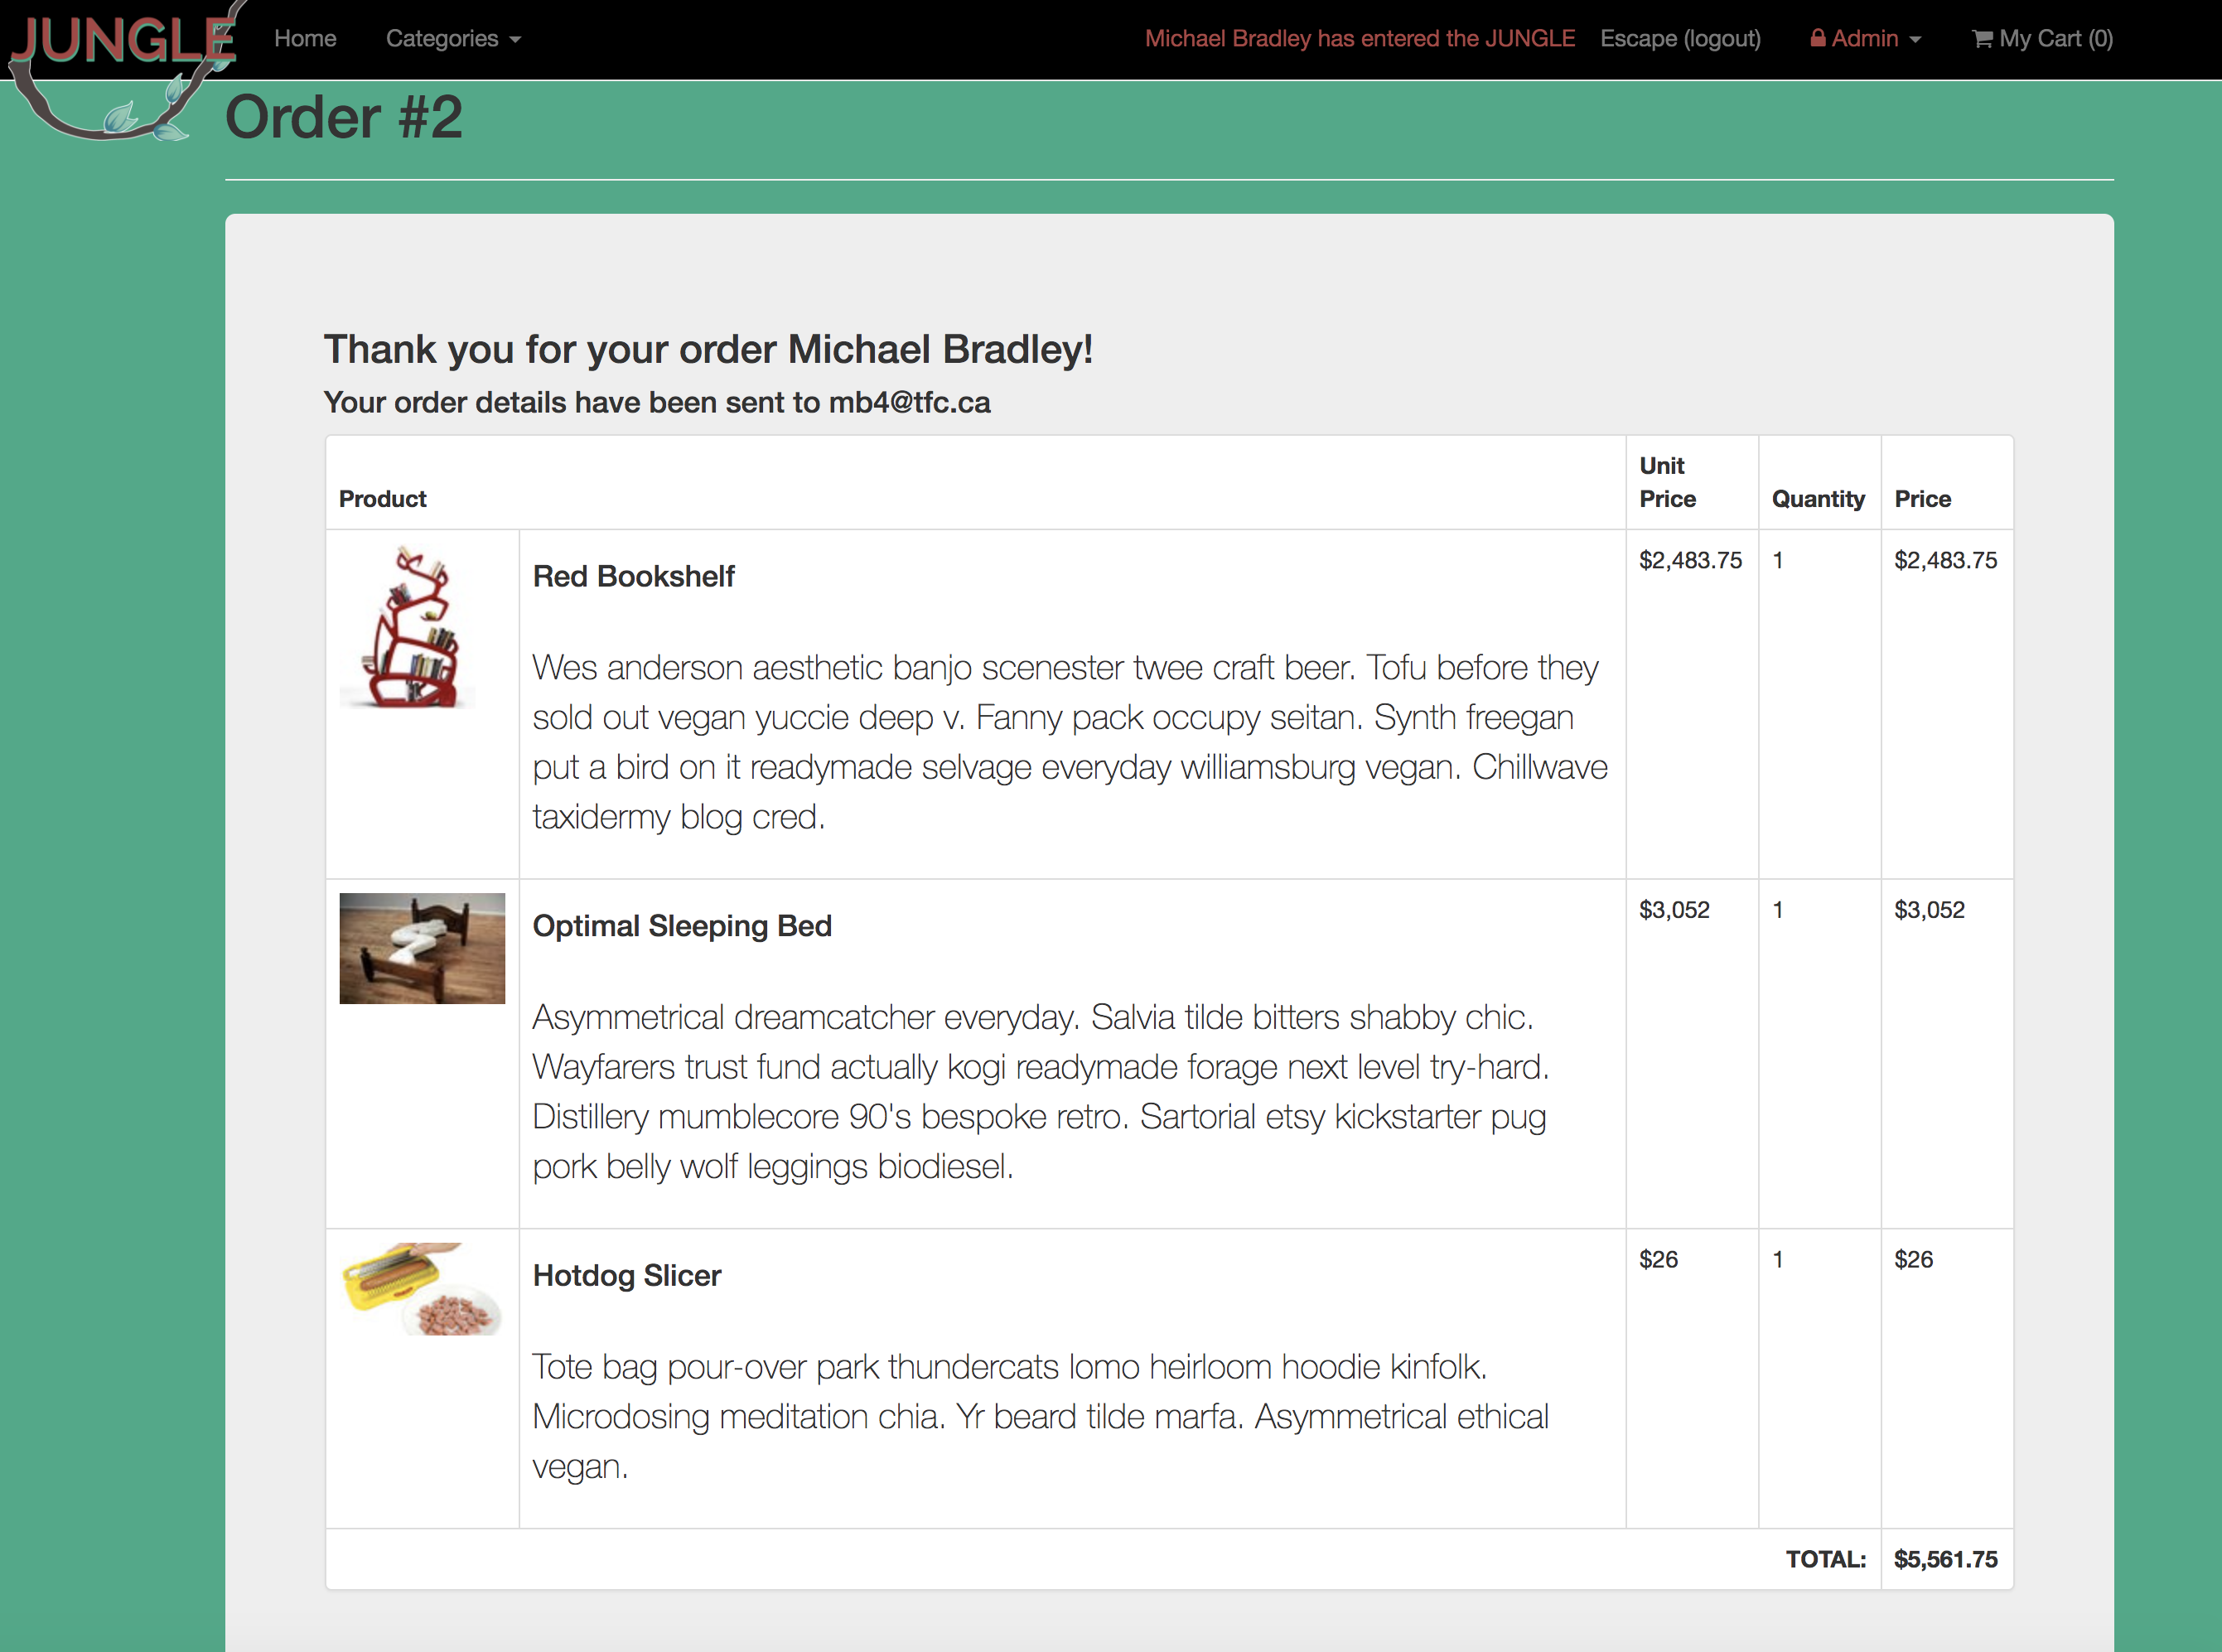 JUNGLE Home Categories Michael Bradley has entered the JUNGLE Escape (logout) Admin My Cart (0)
Order #2
Thank you for your order Michael Bradley!
Your order details have been sent to mb4@tfc.ca
Product Unit Price Quantity Price
Red Bookshelf $2,483.75 1 $2,483.75
Wes anderson aesthetic banjo scenester twee craft beer. Tofu before they
sold out vegan yuccie deep v. Fanny pack occupy seitan. Synth freegan
put a bird on it readymade selvage everyday williamsburg vegan. Chillwave
taxidermy blog cred.
Optimal Sleeping Bed $3,052 1 $3,052
Asymmetrical dreamcatcher everyday. Salvia tilde bitters shabby chic.
Wayfarers trust fund actually kogi readymade forage next level try-hard.
Distillery mumblecore 90's bespoke retro. Sartorial etsy kickstarter pug
pork belly wolf leggings biodiesel.
Hotdog Slicer $26 1 $26
Tote bag pour-over park thundercats lomo heirloom hoodie kinfolk.
Microdosing meditation chia. Yr beard tilde marfa. Asymmetrical ethical
vegan.
TOTAL: $5,561.75